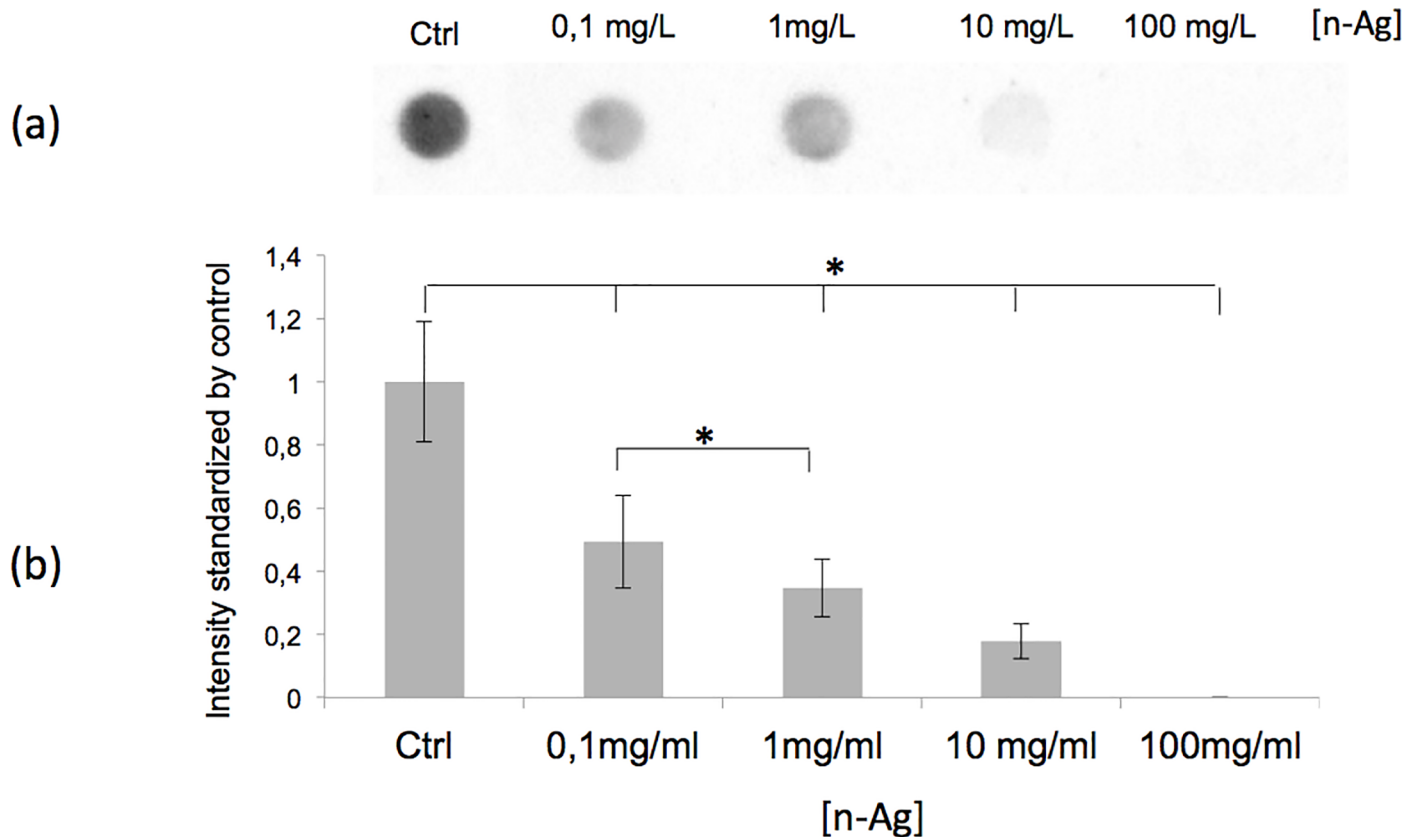 Ctrl 0,1 mg/L 1mg/L 10 mg/L 100 mg/L [n-Ag]
(a)
Intensity standardized by control
1,4
1,2
1
0,8
0,6
0,4
0,2
0
*
*
(b)
Ctrl 0,1mg/ml 1mg/ml 10 mg/ml 100mg/ml
[n-Ag]